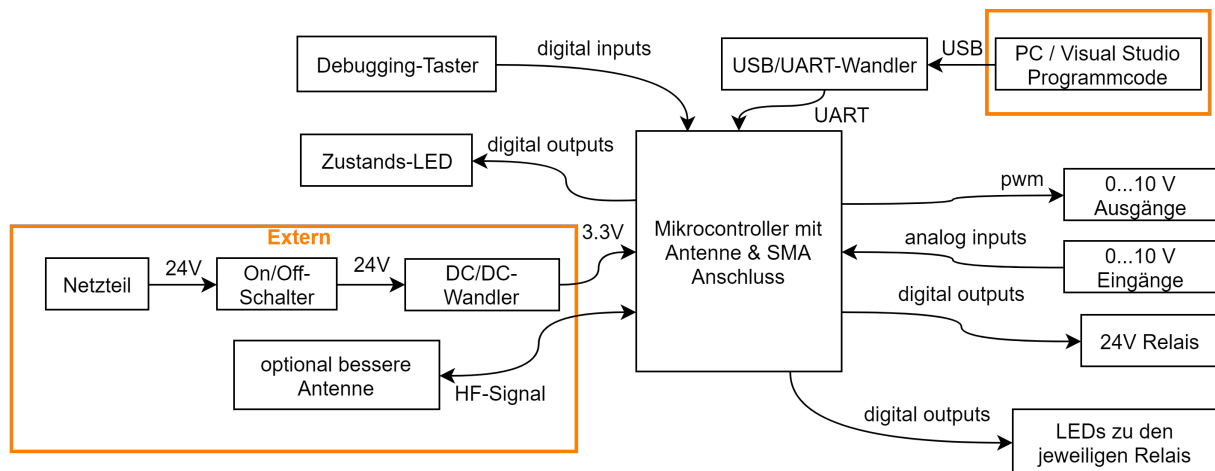 digital inputs
Debugging-Taster
USB/UART-Wandler
USB
PC / Visual Studio
Programmcode
UART
Zustands-LED
digital outputs
Mikrocontroller mit
Antenne & SMA
Anschluss
pwm
0...10 V
Ausgänge
analog inputs
0...10 V
Eingänge
digital outputs
24V Relais
digital outputs
LEDs zu den
jeweiligen Relais
Extern
Netzteil
24V
On/Off-
Schalter
24V
DC/DC-
Wandler
3.3V
optional bessere
Antenne
HF-Signal